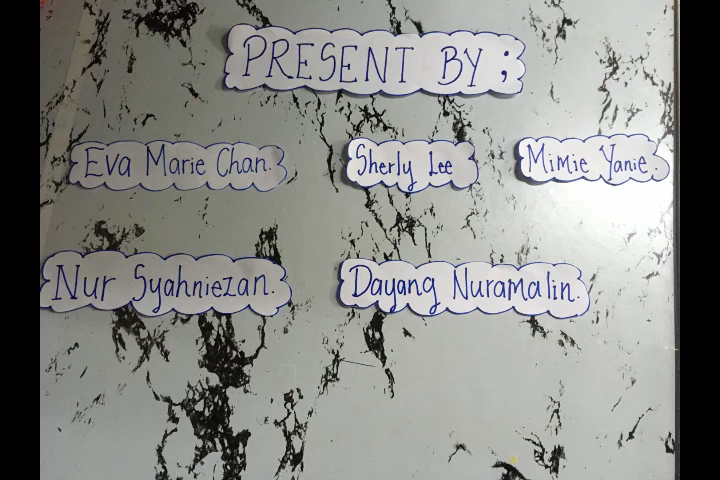 PRESENT BY ;
Eva Marie Chan.
Sherly Lee
Mimie Yanie.
Nur Syahniezan.
Dayang Nuramalin.